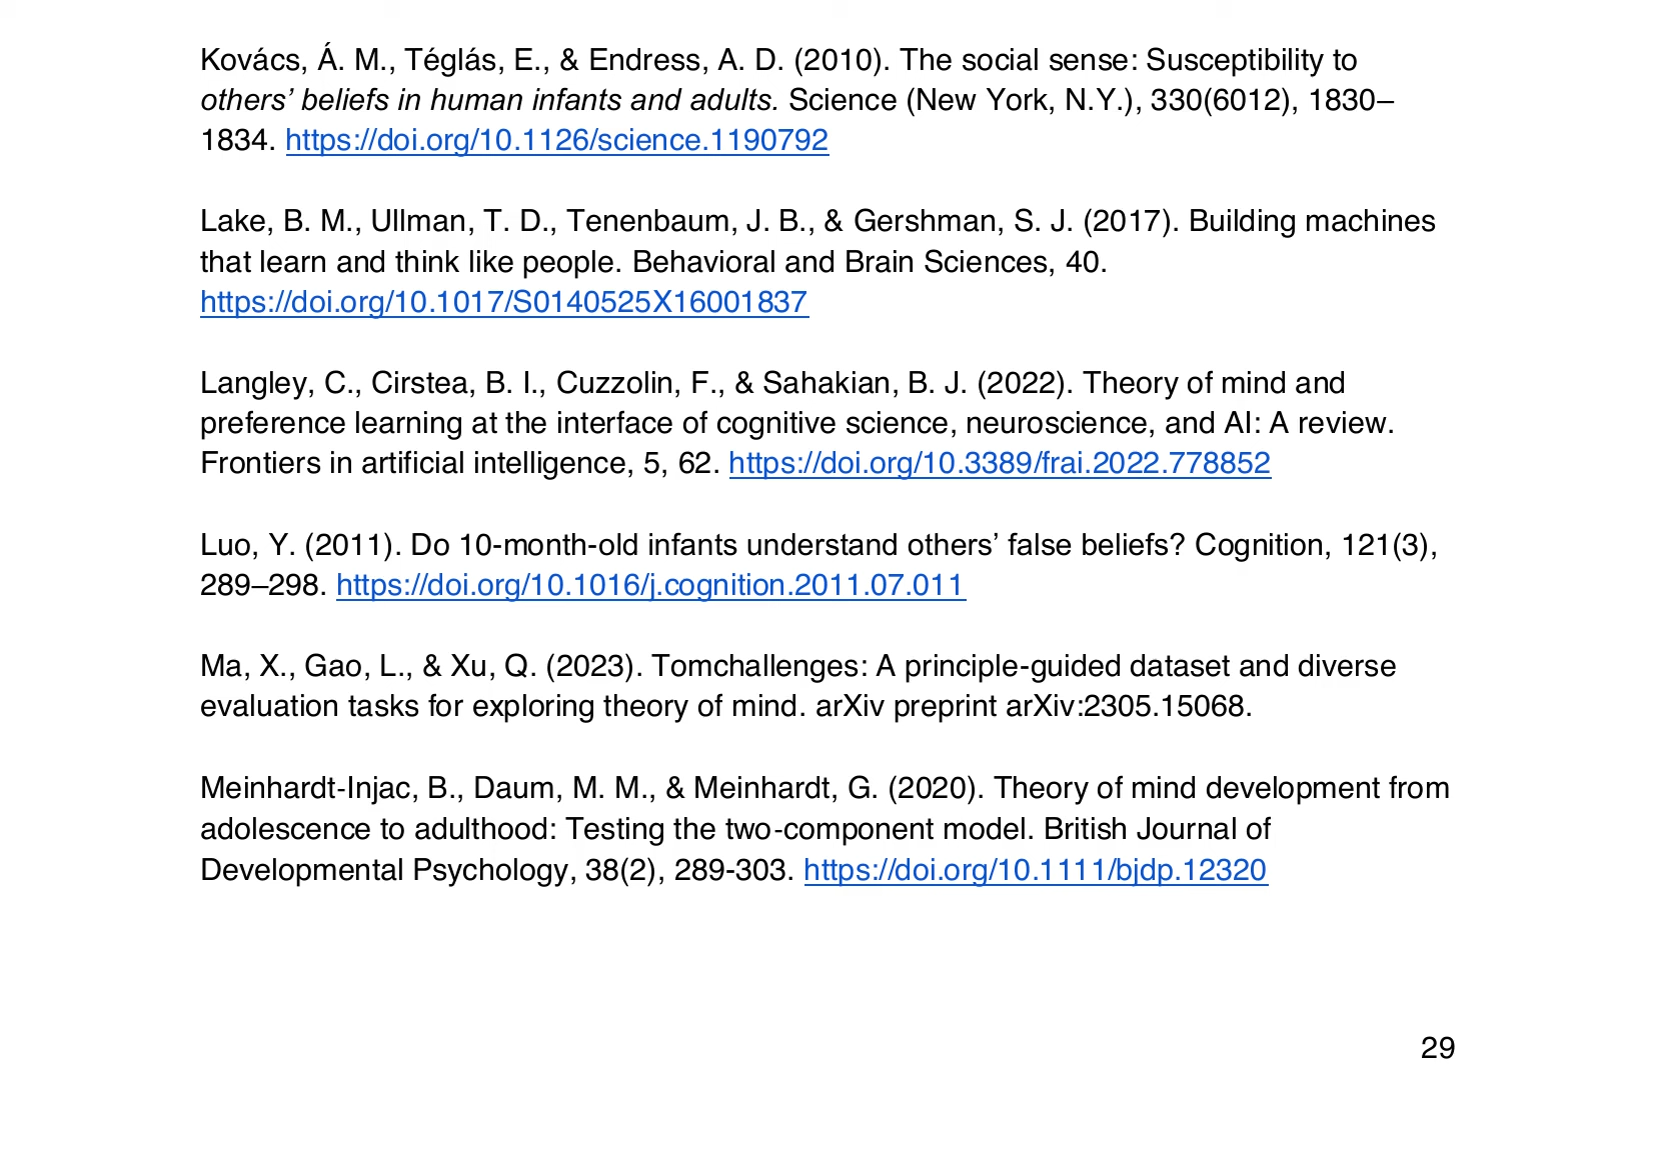 Kovács, Á. M., Téglás, E., & Endress, A. D. (2010). The social sense: Susceptibility to
others’ beliefs in human infants and adults. Science (New York, N.Y.), 330(6012), 1830–
1834. https://doi.org/10.1126/science.1190792
Lake, B. M., Ullman, T. D., Tenenbaum, J. B., & Gershman, S. J. (2017). Building machines
that learn and think like people. Behavioral and Brain Sciences, 40.
https://doi.org/10.1017/S0140525X16001837
Langley, C., Cirstea, B. I., Cuzzolin, F., & Sahakian, B. J. (2022). Theory of mind and
preference learning at the interface of cognitive science, neuroscience, and AI: A review.
Frontiers in artificial intelligence, 5, 62. https://doi.org/10.3389/frai.2022.778852
Luo, Y. (2011). Do 10-month-old infants understand others’ false beliefs? Cognition, 121(3),
289–298. https://doi.org/10.1016/j.cognition.2011.07.011
Ma, X., Gao, L., & Xu, Q. (2023). Tomchallenges: A principle-guided dataset and diverse
evaluation tasks for exploring theory of mind. arXiv preprint arXiv:2305.15068.
Meinhardt-Injac, B., Daum, M. M., & Meinhardt, G. (2020). Theory of mind development from
adolescence to adulthood: Testing the two-component model. British Journal of
Developmental Psychology, 38(2), 289-303. https://doi.org/10.1111/bjdp.12320
29